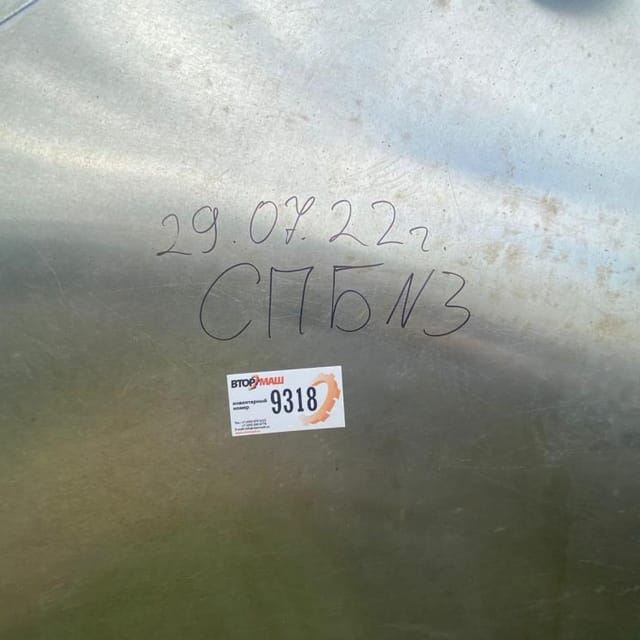 29.07.22г.
СПБN3
ВТОРМАШ
инвентарный
номер 9318